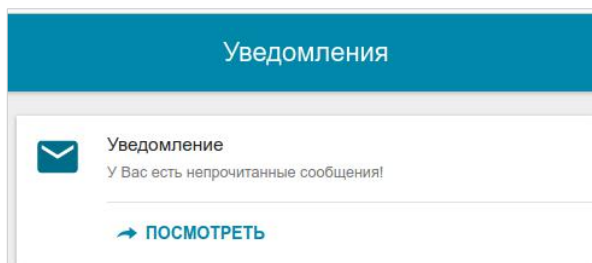 Уведомления
Уведомление
У Вас есть непрочитанные сообщения!
ПОСМОТРЕТЬ